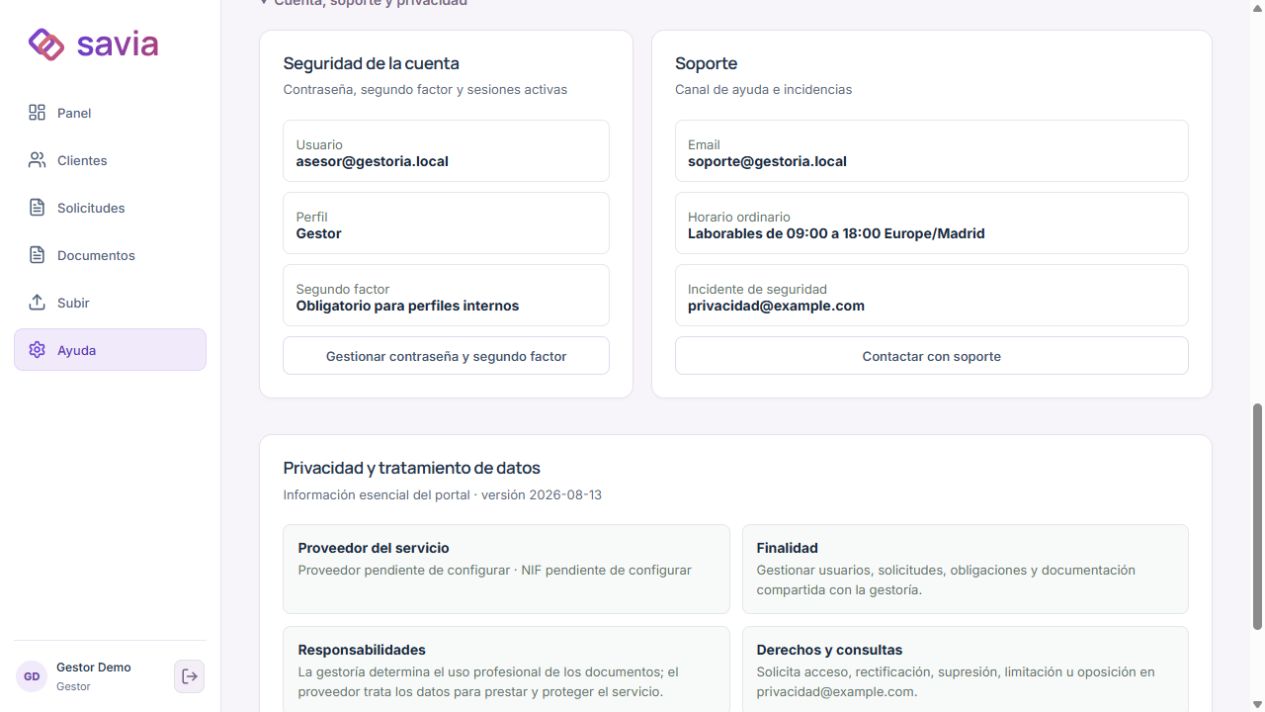 savia
Panel
Clientes
Solicitudes
Documentos
Subir
Ayuda
GD
Gestor Demo
Gestor
Cuenta, soporte y privacidad
Seguridad de la cuenta
Contraseña, segundo factor y sesiones activas
Usuario
asesor@gestoria.local
Perfil
Gestor
Segundo factor
Obligatorio para perfiles internos
Gestionar contraseña y segundo factor
Soporte
Canal de ayuda e incidencias
Email
soporte@gestoria.local
Horario ordinario
Laborables de 09:00 a 18:00 Europe/Madrid
Incidente de seguridad
privacidad@example.com
Contactar con soporte
Privacidad y tratamiento de datos
Información esencial del portal · versión 2026-08-13
Proveedor del servicio
Proveedor pendiente de configurar · NIF pendiente de configurar
Finalidad
Gestionar usuarios, solicitudes, obligaciones y documentación
compartida con la gestoría.
Responsabilidades
La gestoría determina el uso profesional de los documentos; el
proveedor trata los datos para prestar y proteger el servicio.
Derechos y consultas
Solicita acceso, rectificación, supresión, limitación u oposición en
privacidad@example.com.